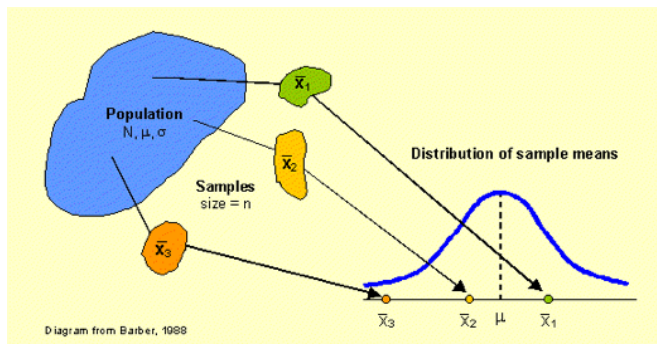 Population
N, μ, σ
x̄₁
x̄₂
x̄₃
Samples
size = n
Distribution of sample means
x̄₃ x̄₂ μ x̄₁
Diagram from Barber, 1988